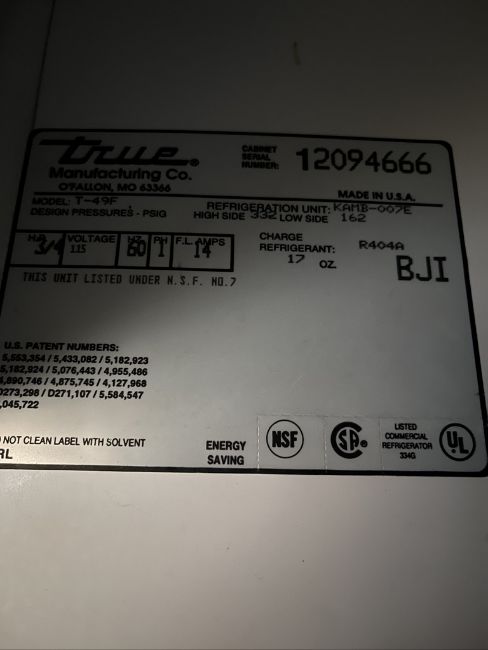 true®
Manufacturing Co.
O'FALLON, MO 63366
CABINET
SERIAL
NUMBER:
12094666
MADE IN U.S.A.
MODEL: T-49F
REFRIGERATION UNIT: KAMB-007E
DESIGN PRESSURES - PSIG HIGH SIDE 332 LOW SIDE 162
H.P. VOLTAGE HZ PH F.L. AMPS
3/4 115 60 1 14
CHARGE
REFRIGERANT: R404A
17 OZ.
BJI
THIS UNIT LISTED UNDER N.S.F. NO.7
U.S. PATENT NUMBERS:
5,553,354 / 5,433,082 / 5,182,923
5,182,924 / 5,076,443 / 4,955,486
4,890,746 / 4,875,745 / 4,127,968
D273,298 / D271,107 / 5,584,547
,045,722
NOT CLEAN LABEL WITH SOLVENT
RL
ENERGY
SAVING
NSF
SA®
LISTED
COMMERCIAL
REFRIGERATOR
334G
UL